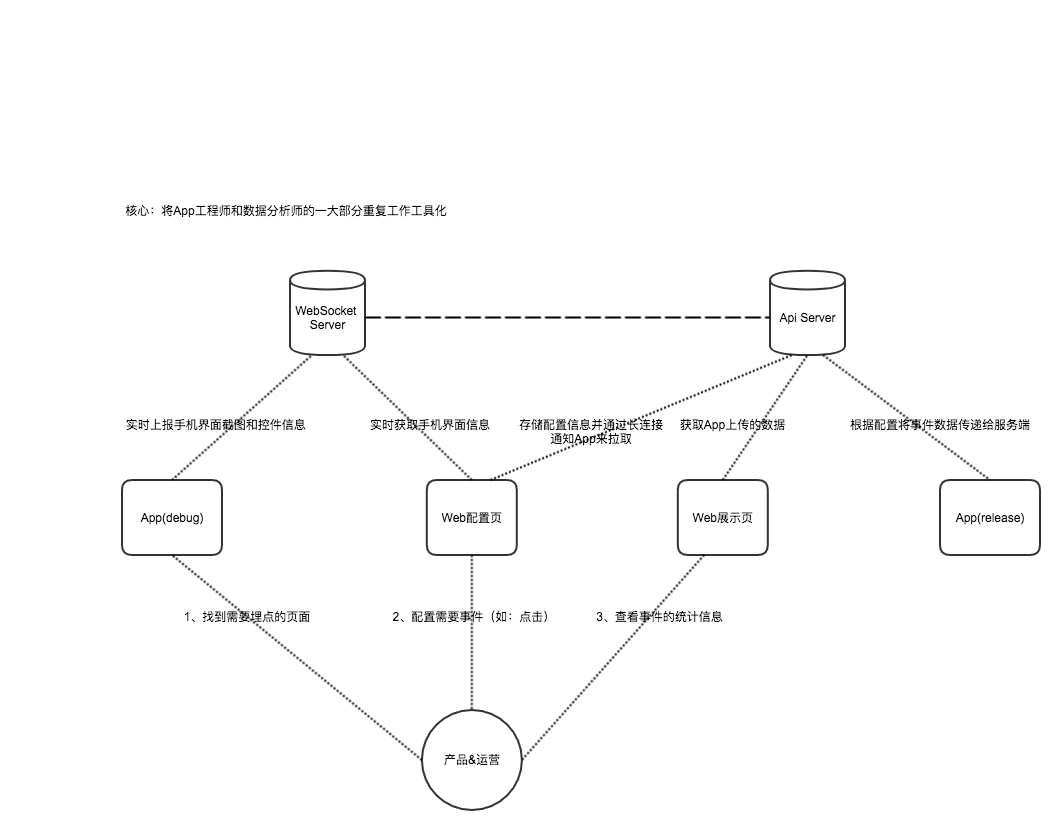 核心：将App工程师和数据分析师的一大部分重复工作工具化
WebSocket
Server
Api Server
实时上报手机界面截图和控件信息
实时获取手机界面信息
存储配置信息并通过长连接
通知App来拉取
获取App上传的数据
根据配置将事件数据传递给服务端
App(debug)
Web配置页
Web展示页
App(release)
1、找到需要埋点的页面
2、配置需要事件（如：点击）
3、查看事件的统计信息
产品&运营